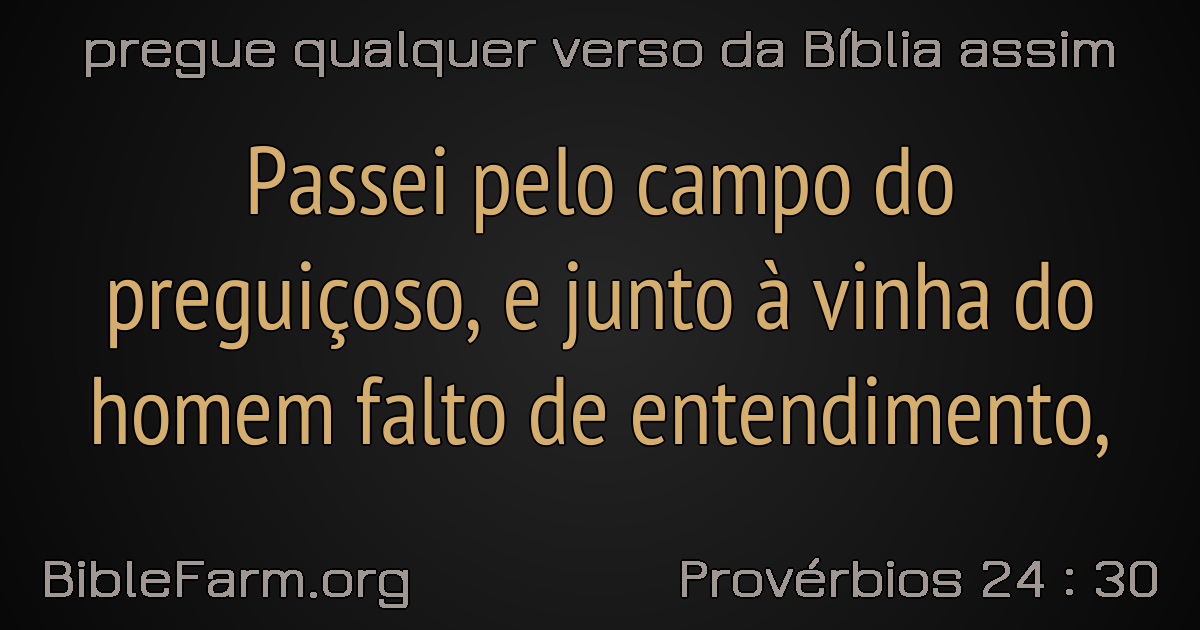 pregue qualquer verso da Bíblia assim
Passei pelo campo do
preguiçoso, e junto à vinha do
homem falto de entendimento,
BibleFarm.org
Provérbios 24 : 30